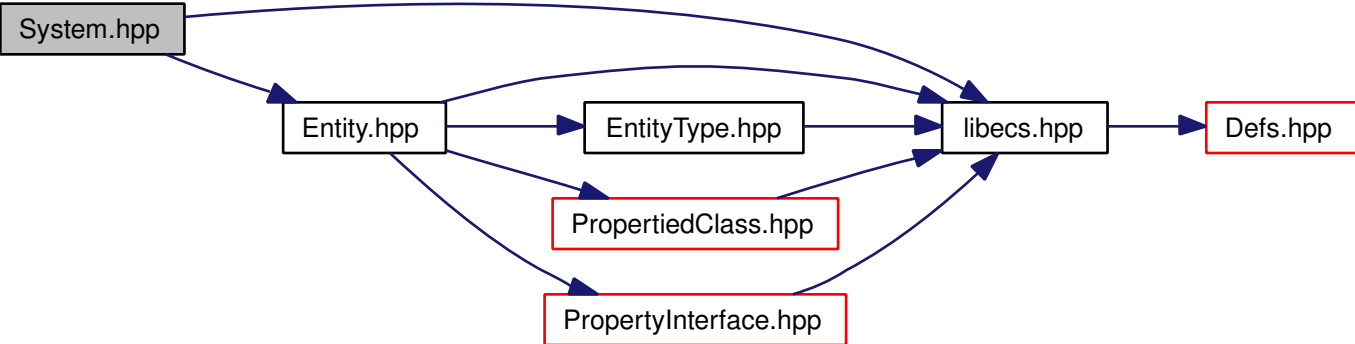 System.hpp
Entity.hpp
EntityType.hpp
libecs.hpp
Defs.hpp
PropertiedClass.hpp
PropertyInterface.hpp